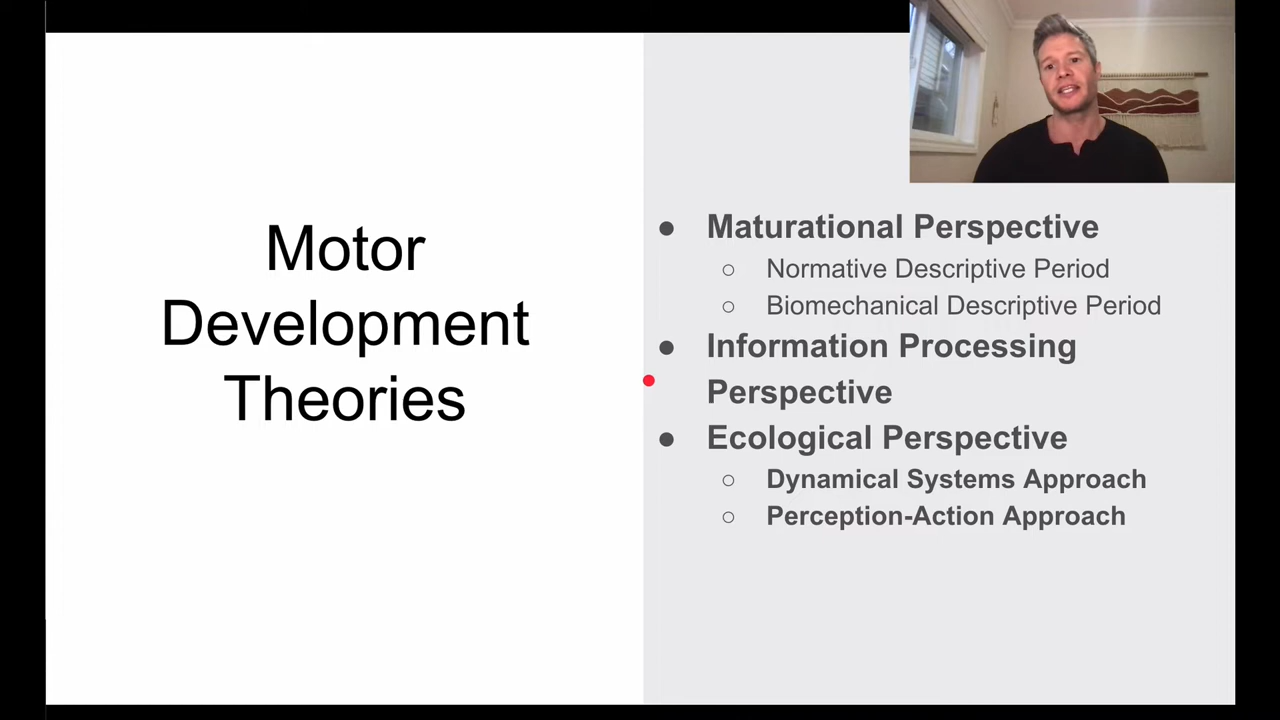 Motor
Development
Theories
● Maturational Perspective
○ Normative Descriptive Period
○ Biomechanical Descriptive Period
● Information Processing
Perspective
● Ecological Perspective
○ Dynamical Systems Approach
○ Perception-Action Approach